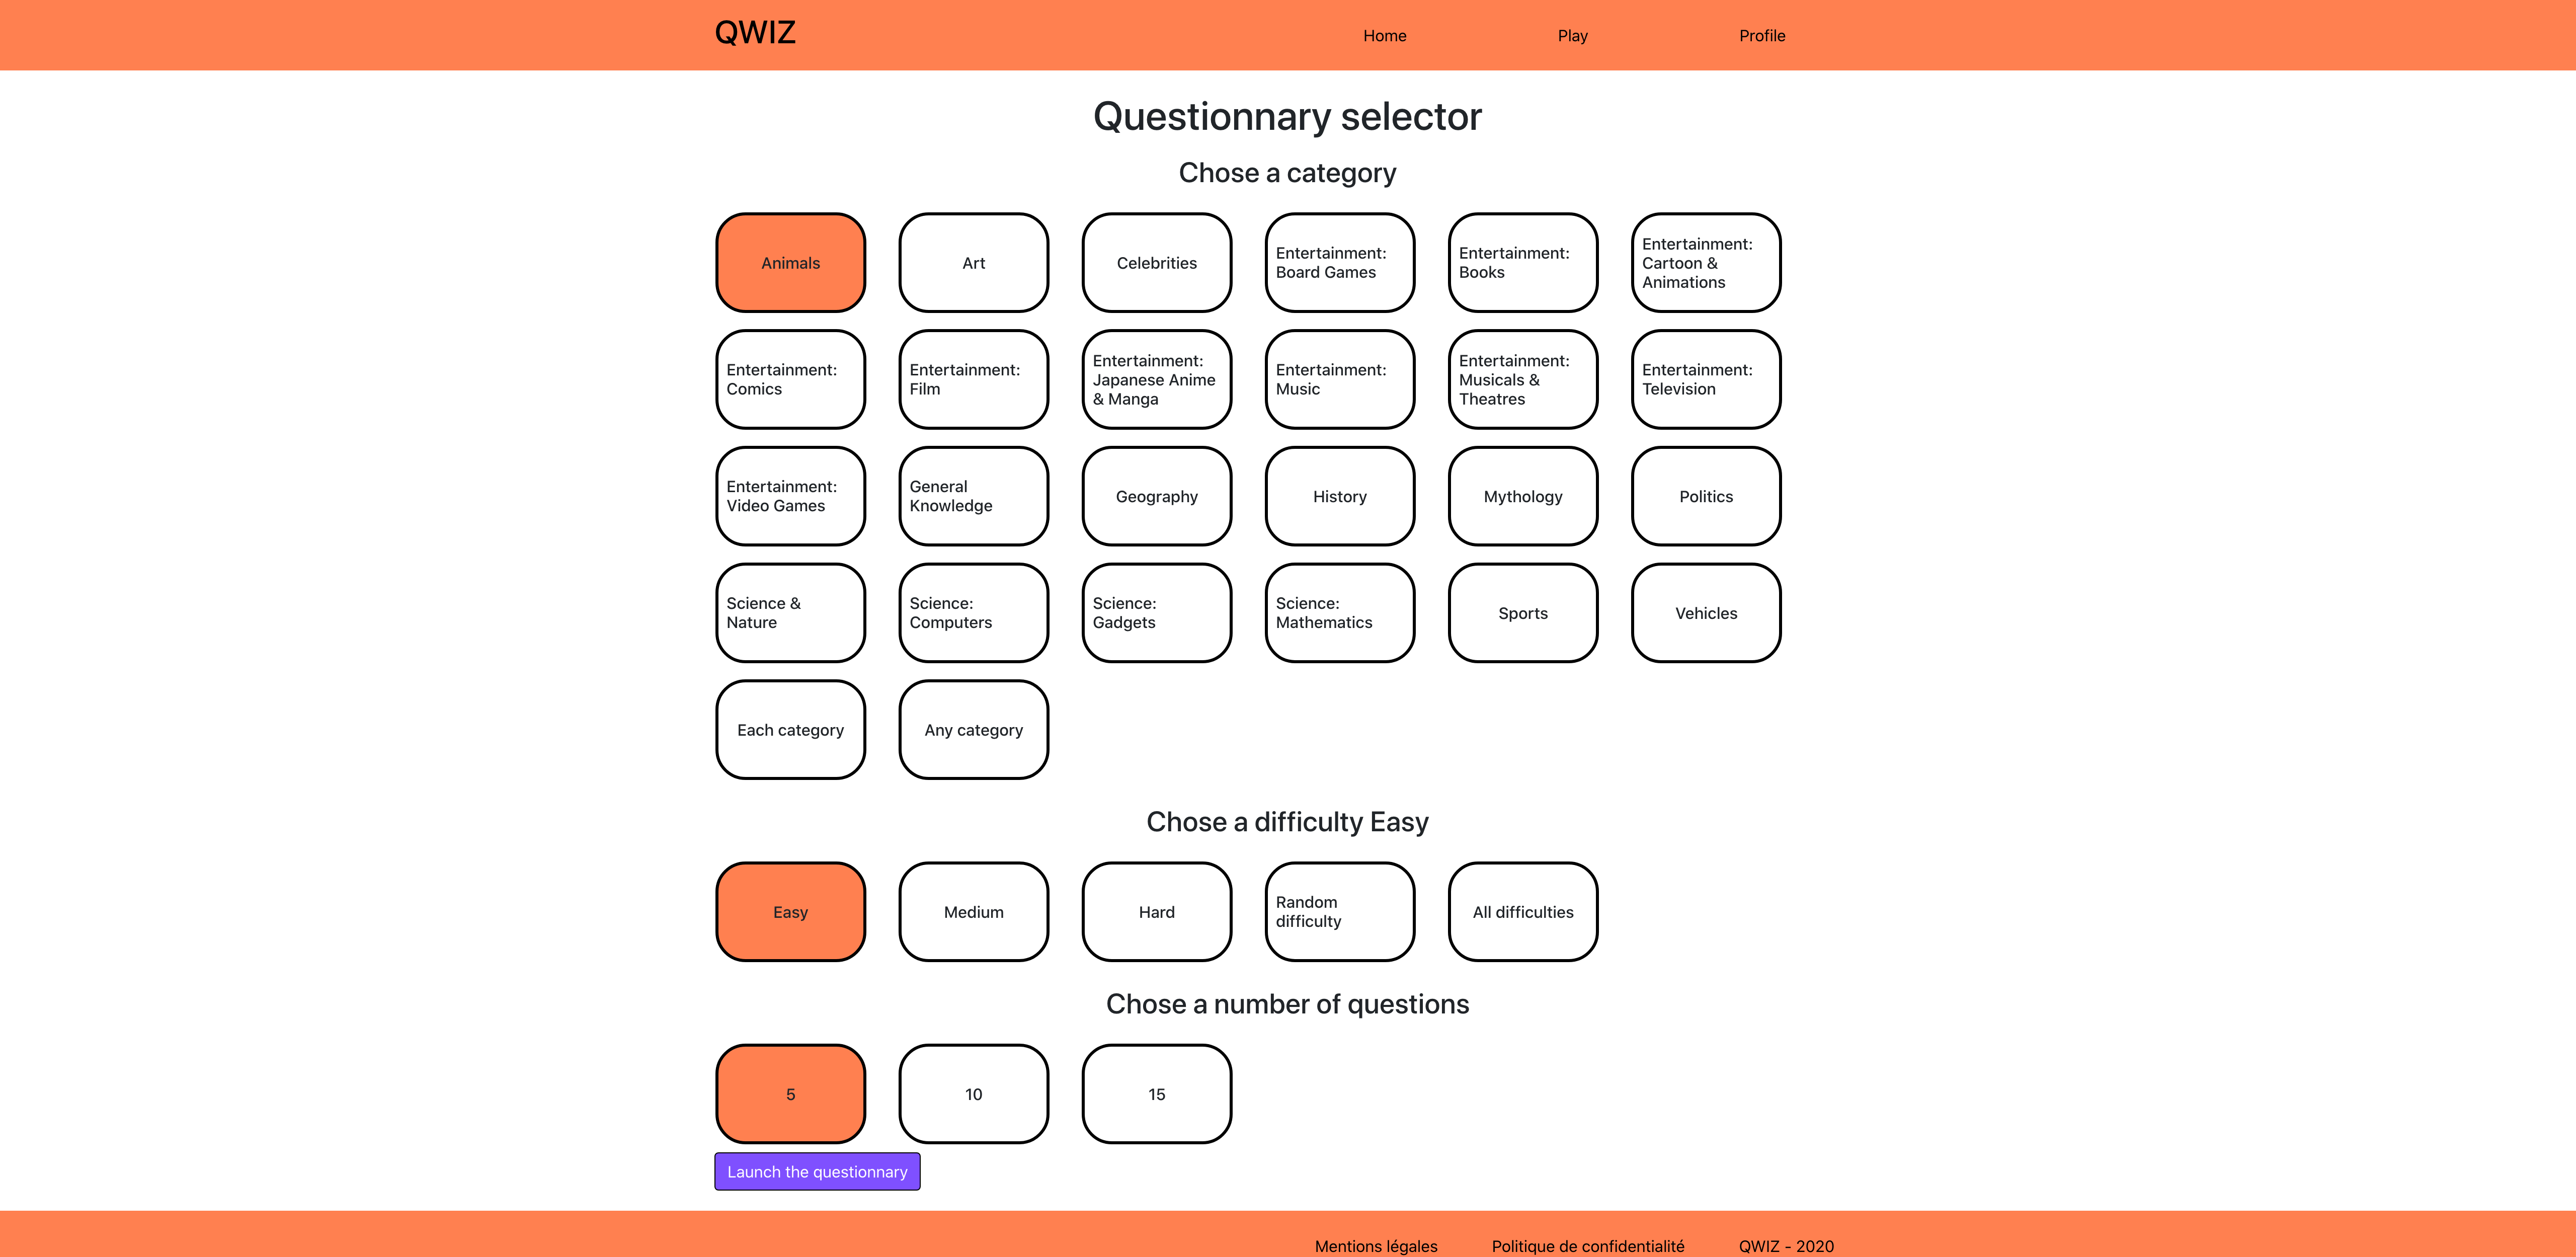 QWIZ
Home
Play
Profile
Questionnary selector
Chose a category
Animals
Art
Celebrities
Entertainment:
Board Games
Entertainment:
Books
Entertainment:
Cartoon &
Animations
Entertainment:
Comics
Entertainment:
Film
Entertainment:
Japanese Anime
& Manga
Entertainment:
Music
Entertainment:
Musicals &
Theatres
Entertainment:
Television
Entertainment:
Video Games
General
Knowledge
Geography
History
Mythology
Politics
Science &
Nature
Science:
Computers
Science:
Gadgets
Science:
Mathematics
Sports
Vehicles
Each category
Any category
Chose a difficulty Easy
Easy
Medium
Hard
Random
difficulty
All difficulties
Chose a number of questions
5
10
15
Launch the questionnary
Mentions légales
Politique de confidentialité
QWIZ - 2020